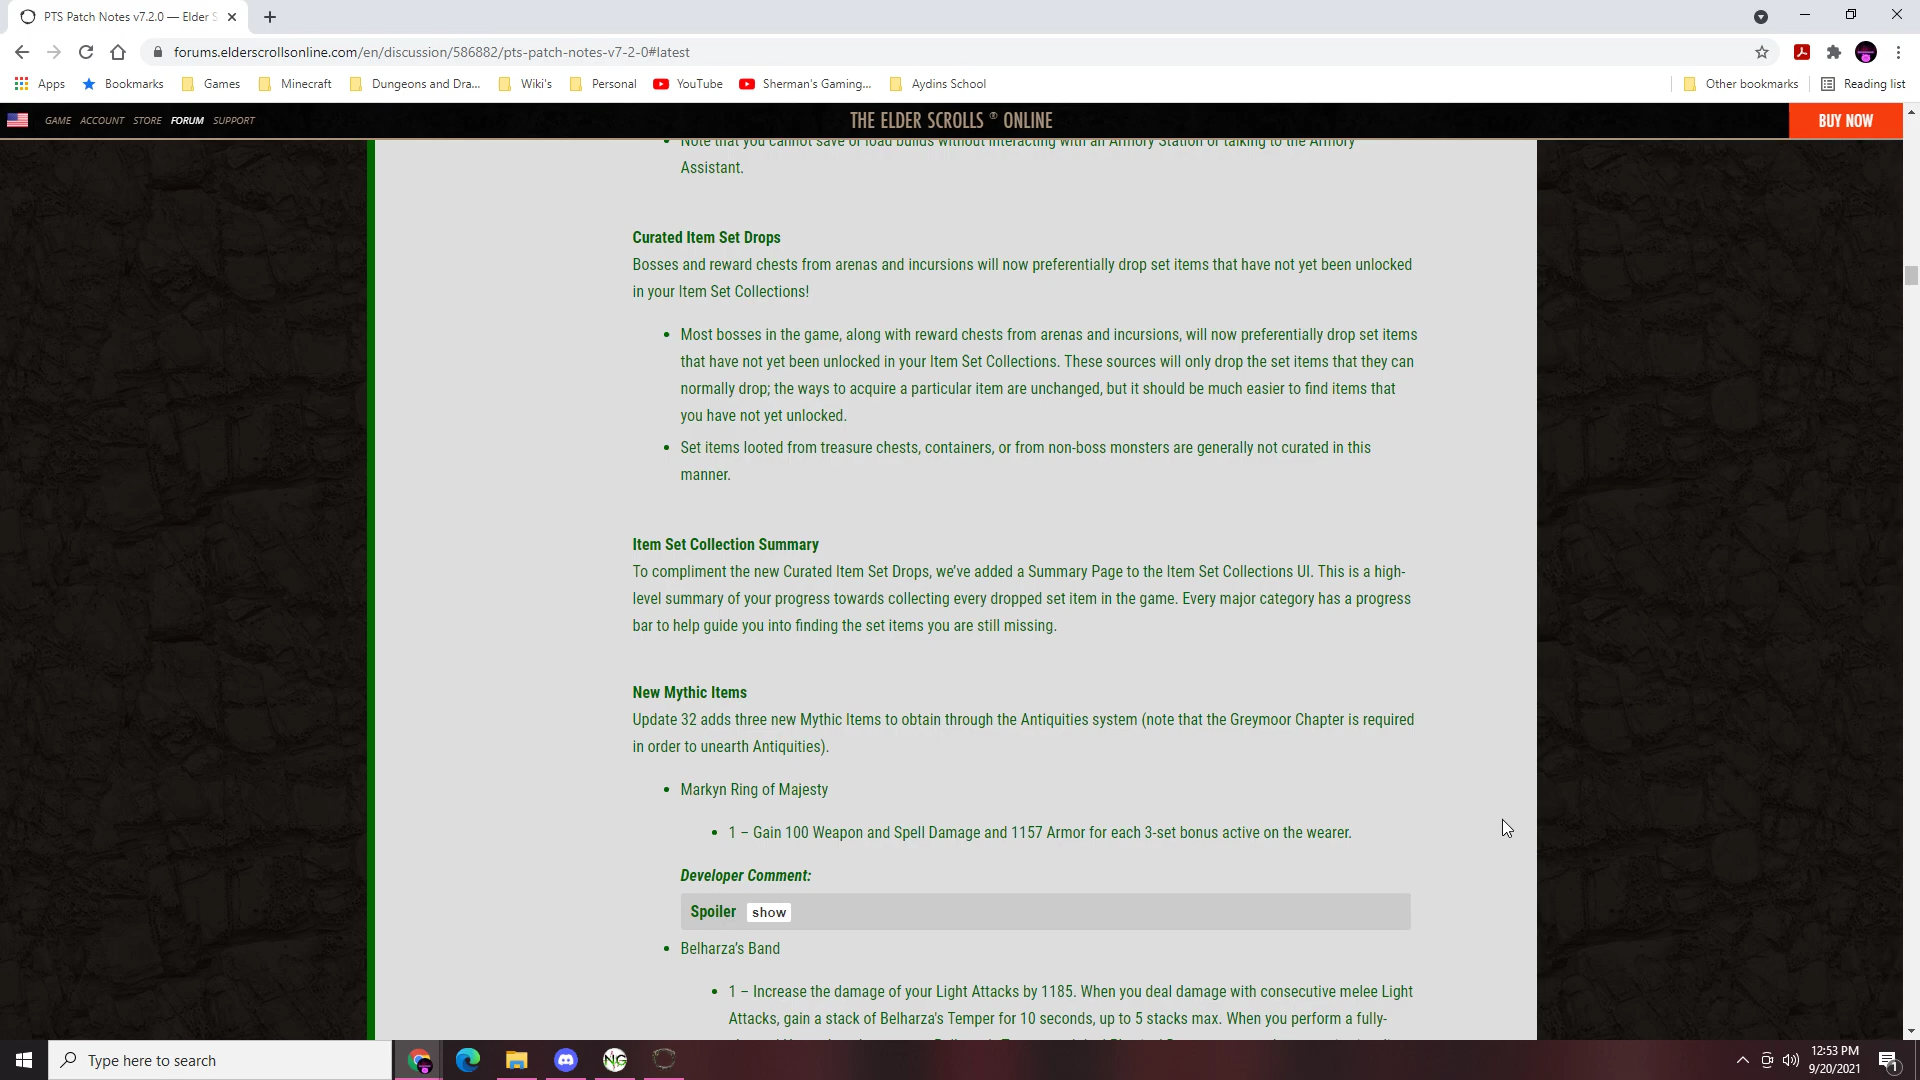 PTS Patch Notes v7.2.0 — Elder S
forums.elderscrollsonline.com/en/discussion/586882/pts-patch-notes-v7-2-0#latest
Apps Bookmarks Games Minecraft Dungeons and Dra... Wiki's Personal YouTube Sherman's Gaming... Aydins School Other bookmarks Reading list
GAME ACCOUNT STORE FORUM SUPPORT THE ELDER SCROLLS ® ONLINE BUY NOW
Note that you cannot save or load builds without interacting with an Armory Station or talking to the Armory
Assistant.
Curated Item Set Drops
Bosses and reward chests from arenas and incursions will now preferentially drop set items that have not yet been unlocked
in your Item Set Collections!
• Most bosses in the game, along with reward chests from arenas and incursions, will now preferentially drop set items
that have not yet been unlocked in your Item Set Collections. These sources will only drop the set items that they can
normally drop; the ways to acquire a particular item are unchanged, but it should be much easier to find items that
you have not yet unlocked.
• Set items looted from treasure chests, containers, or from non-boss monsters are generally not curated in this
manner.
Item Set Collection Summary
To compliment the new Curated Item Set Drops, we've added a Summary Page to the Item Set Collections UI. This is a high-
level summary of your progress towards collecting every dropped set item in the game. Every major category has a progress
bar to help guide you into finding the set items you are still missing.
New Mythic Items
Update 32 adds three new Mythic Items to obtain through the Antiquities system (note that the Greymoor Chapter is required
in order to unearth Antiquities).
• Markyn Ring of Majesty
• 1 – Gain 100 Weapon and Spell Damage and 1157 Armor for each 3-set bonus active on the wearer.
Developer Comment:
Spoiler show
• Belharza's Band
• 1 – Increase the damage of your Light Attacks by 1185. When you deal damage with consecutive melee Light
Attacks, gain a stack of Belharza's Temper for 10 seconds, up to 5 stacks max. When you perform a fully-
Type here to search
NG
12:53 PM
9/20/2021
1